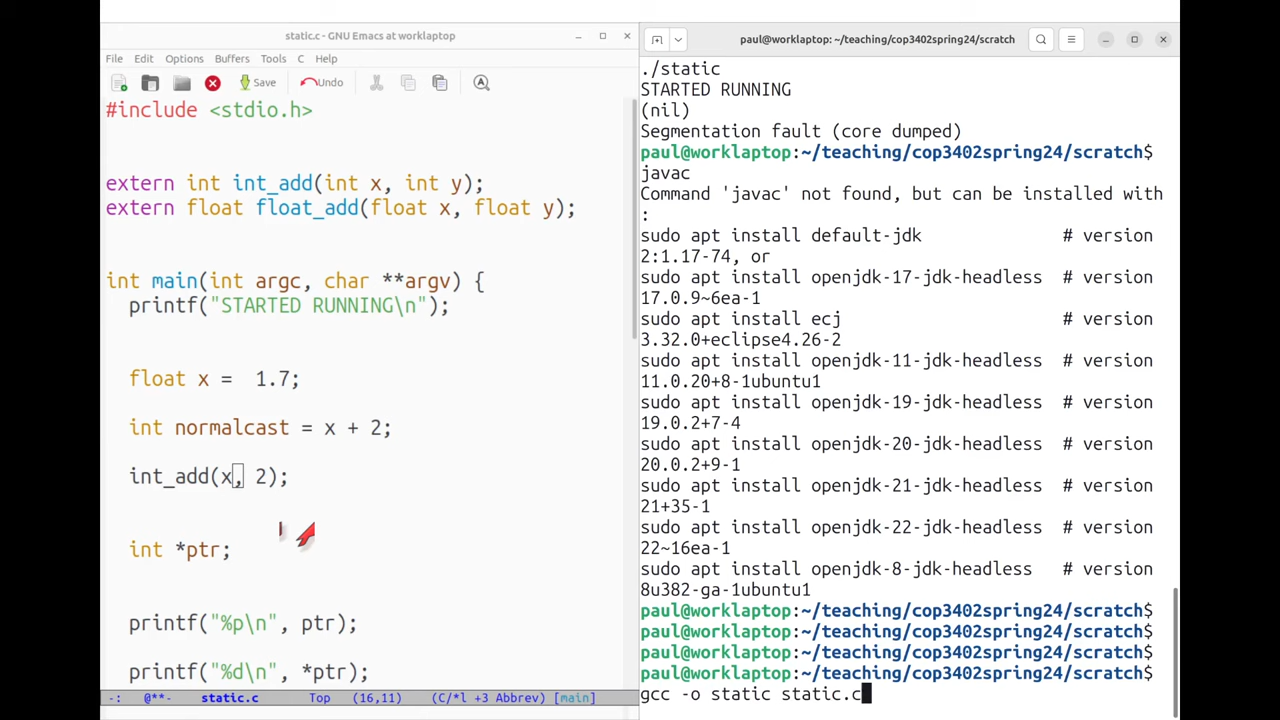 static.c - GNU Emacs at worklaptop
File Edit Options Buffers Tools C Help
Save Undo
#include <stdio.h>
extern int int_add(int x, int y);
extern float float_add(float x, float y);
int main(int argc, char **argv) {
printf("STARTED RUNNING\n");
float x =  1.7;
int normalcast = x + 2;
int_add(x, 2);
int *ptr;
printf("%p\n", ptr);
printf("%d\n", *ptr);
-: @**- static.c Top (16,11) (C/*l +3 Abbrev) [main]
paul@worklaptop: ~/teaching/cop3402spring24/scratch
./static
STARTED RUNNING
(nil)
Segmentation fault (core dumped)
paul@worklaptop:~/teaching/cop3402spring24/scratch$
javac
Command 'javac' not found, but can be installed with
:
sudo apt install default-jdk # version
2:1.17-74, or
sudo apt install openjdk-17-jdk-headless # version
17.0.9~6ea-1
sudo apt install ecj # version
3.32.0+eclipse4.26-2
sudo apt install openjdk-11-jdk-headless # version
11.0.20+8-1ubuntu1
sudo apt install openjdk-19-jdk-headless # version
19.0.2+7-4
sudo apt install openjdk-20-jdk-headless # version
20.0.2+9-1
sudo apt install openjdk-21-jdk-headless # version
21+35-1
sudo apt install openjdk-22-jdk-headless # version
22~16ea-1
sudo apt install openjdk-8-jdk-headless # version
8u382-ga-1ubuntu1
paul@worklaptop:~/teaching/cop3402spring24/scratch$
paul@worklaptop:~/teaching/cop3402spring24/scratch$
paul@worklaptop:~/teaching/cop3402spring24/scratch$
paul@worklaptop:~/teaching/cop3402spring24/scratch$
gcc -o static static.c